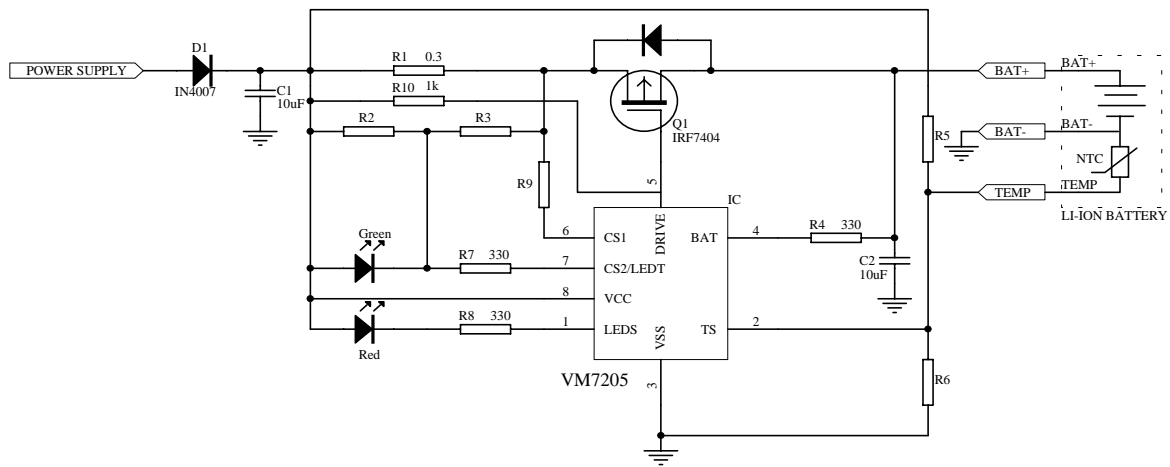 D1
POWER SUPPLY
IN4007
C1
10uF
R1 0.3
R10 1k
R2
R3
R9
Q1
IRF7404
BAT+
BAT+
BAT-
BAT-
NTC
TEMP
TEMP
LI-ION BATTERY
R5
IC
5
DRIVE
6
CS1
BAT
4
R4 330
Green
R7 330
7
CS2/LEDT
C2
10uF
8
VCC
R8 330
1
LEDS
VSS
TS
2
Red
VM7205
3
R6